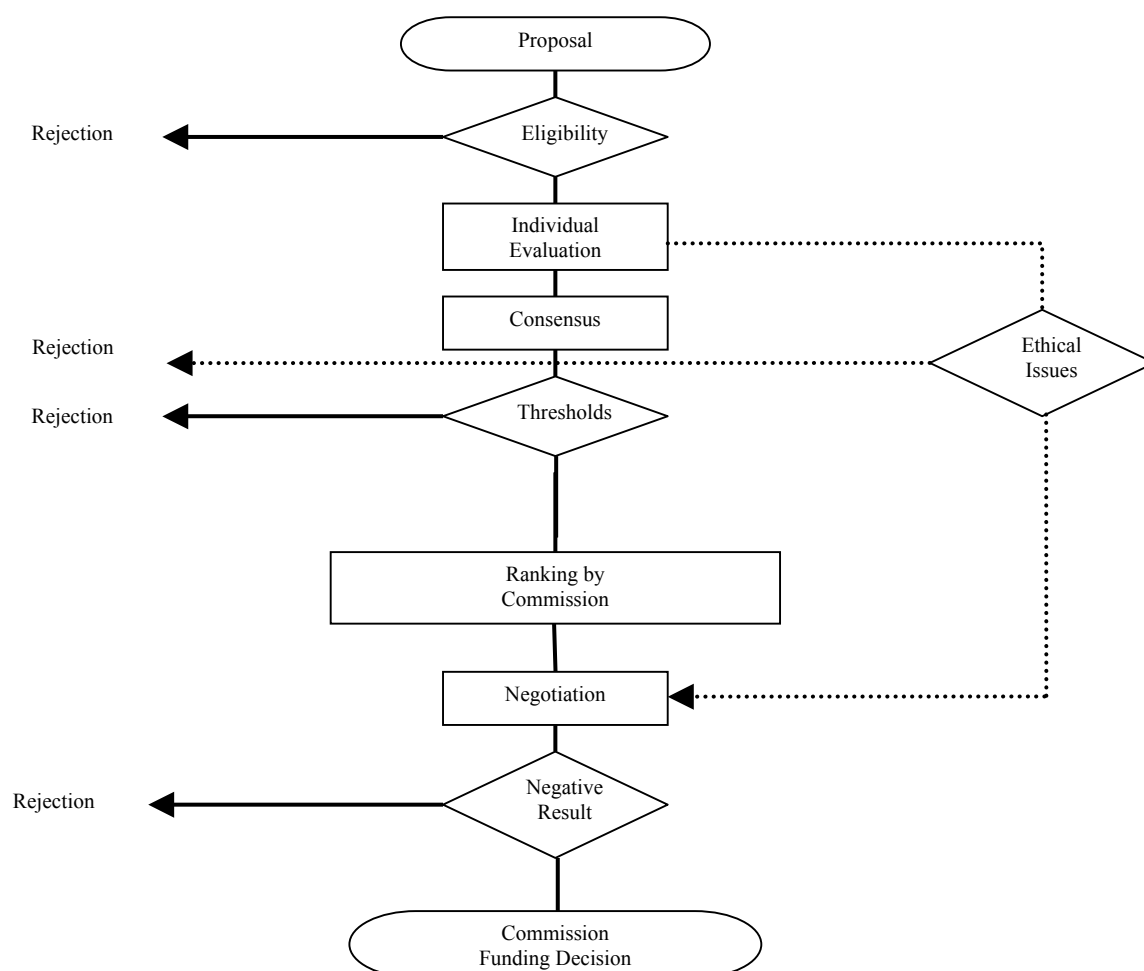 Proposal
Rejection
Eligibility
Individual
Evaluation
Consensus
Rejection
Ethical
Issues
Rejection
Thresholds
Ranking by
Commission
Negotiation
Rejection
Negative
Result
Commission
Funding Decision